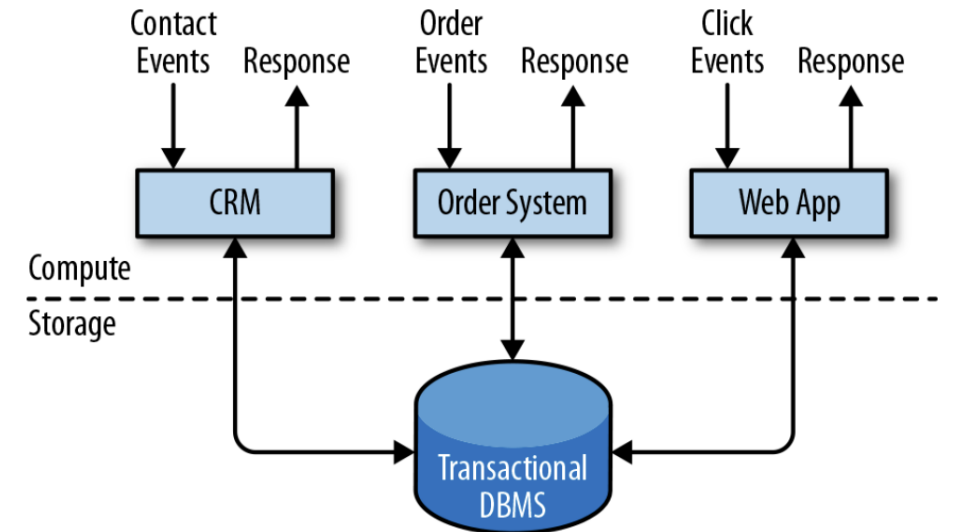 Contact
Events
Response
Order
Events
Response
Click
Events
Response
CRM
Order System
Web App
Compute
Storage
Transactional
DBMS